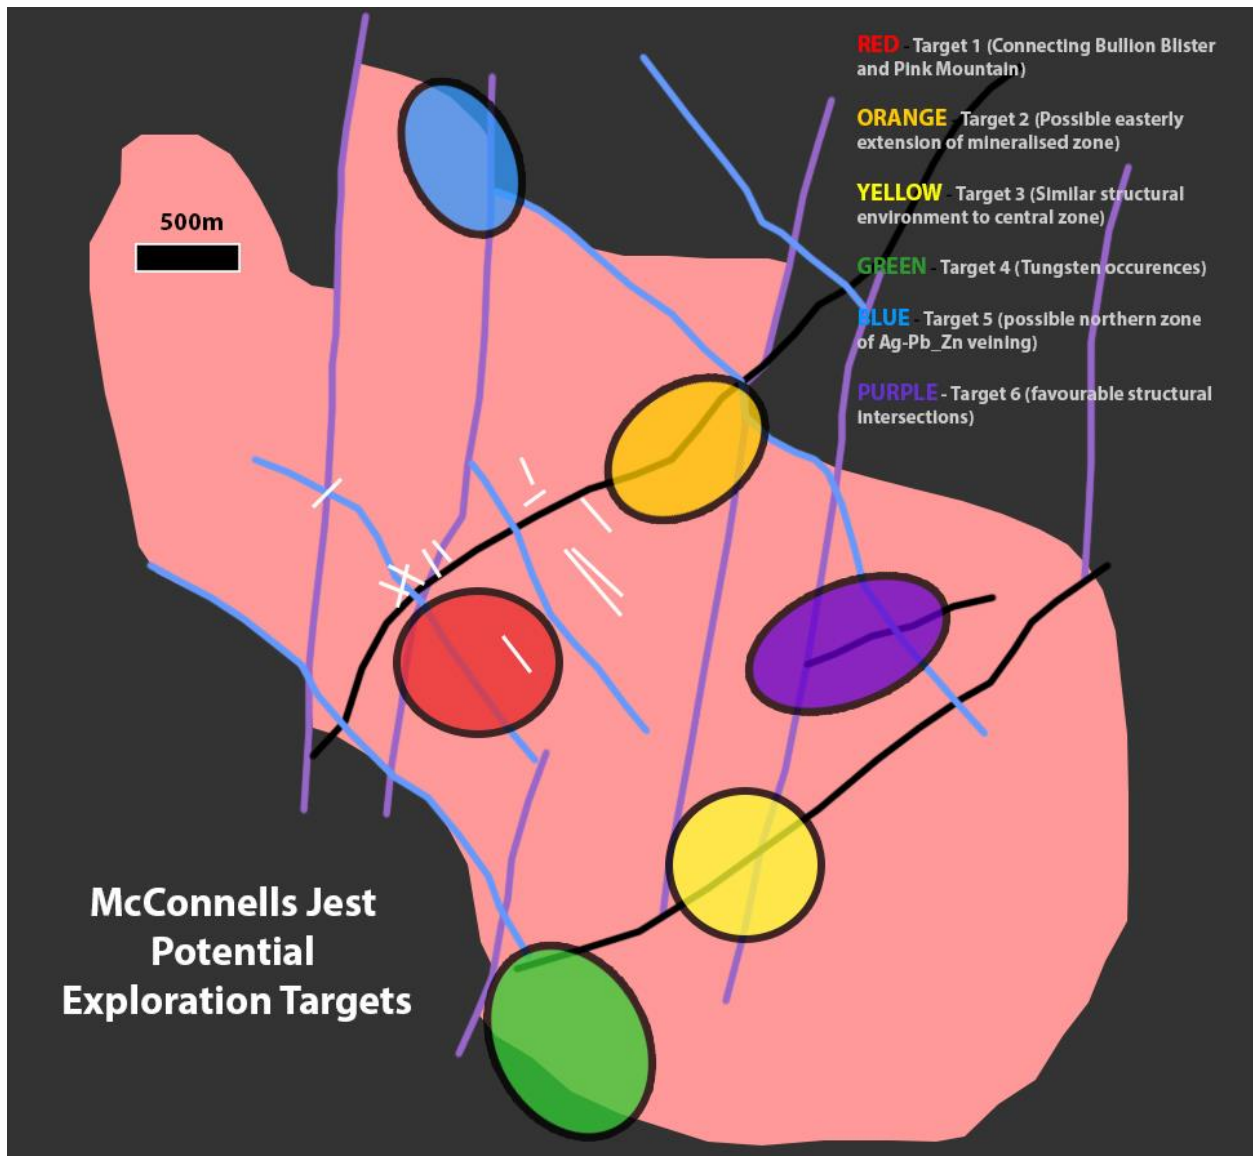 RED - Target 1 (Connecting Bullion Blister
and Pink Mountain)
ORANGE - Target 2 (Possible easterly
extension of mineralised zone)
YELLOW - Target 3 (Similar structural
environment to central zone)
GREEN - Target 4 (Tungsten occurences)
BLUE - Target 5 (possible northern zone
of Ag-Pb_Zn veining)
PURPLE - Target 6 (favourable structural
intersections)
500m
McConnells Jest
Potential
Exploration Targets